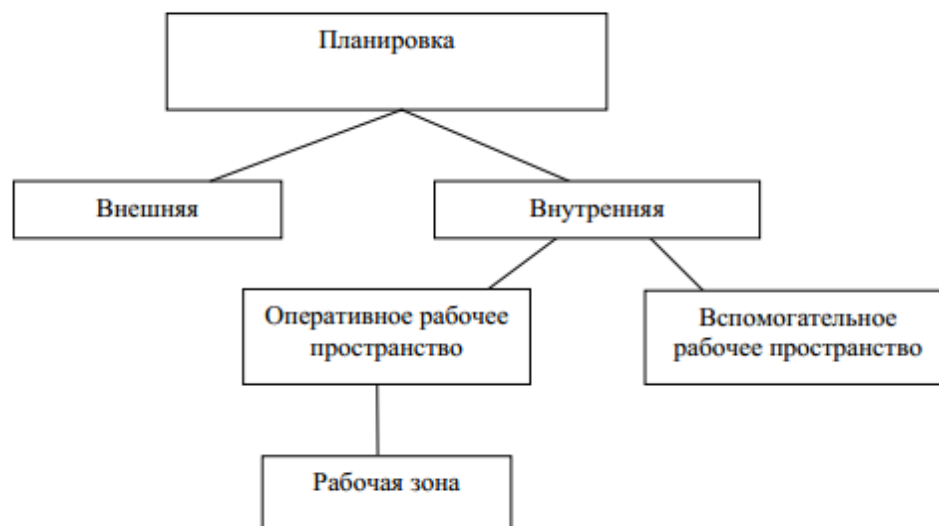 Планировка
Внешняя
Внутренняя
Оперативное рабочее
пространство
Вспомогательное
рабочее пространство
Рабочая зона